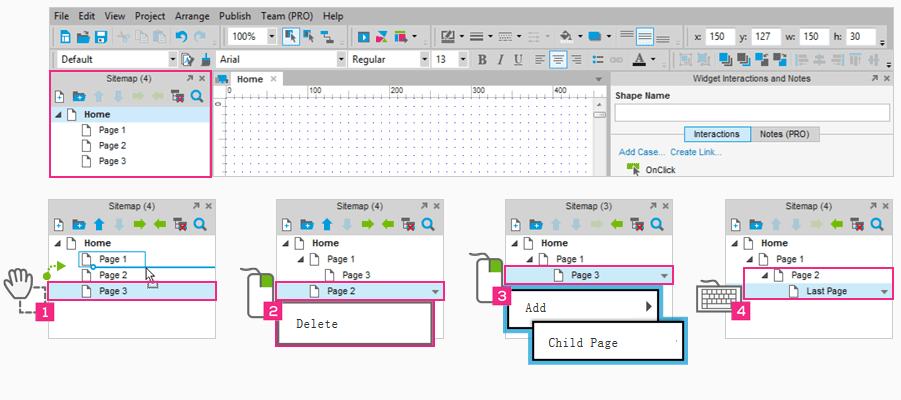 File Edit View Project Arrange Publish Team (PRO) Help
100% x: 150 y: 127 w: 150 h: 30
Default Arial Regular 13 B I U A
Sitemap (4)
Home
Page 1
Page 2
Page 3
Home
0 100 200 300 400
0
Widget Interactions and Notes
Shape Name
Interactions Notes (PRO)
Add Case... Create Link...
OnClick
Sitemap (4)
Home
Page 1
Page 2
Page 3
1
Sitemap (4)
Home
Page 1
Page 3
Page 2
2
Delete
Sitemap (3)
Home
Page 1
Page 3
3
Add
Child Page
Sitemap (4)
Home
Page 1
Page 2
Last Page
4